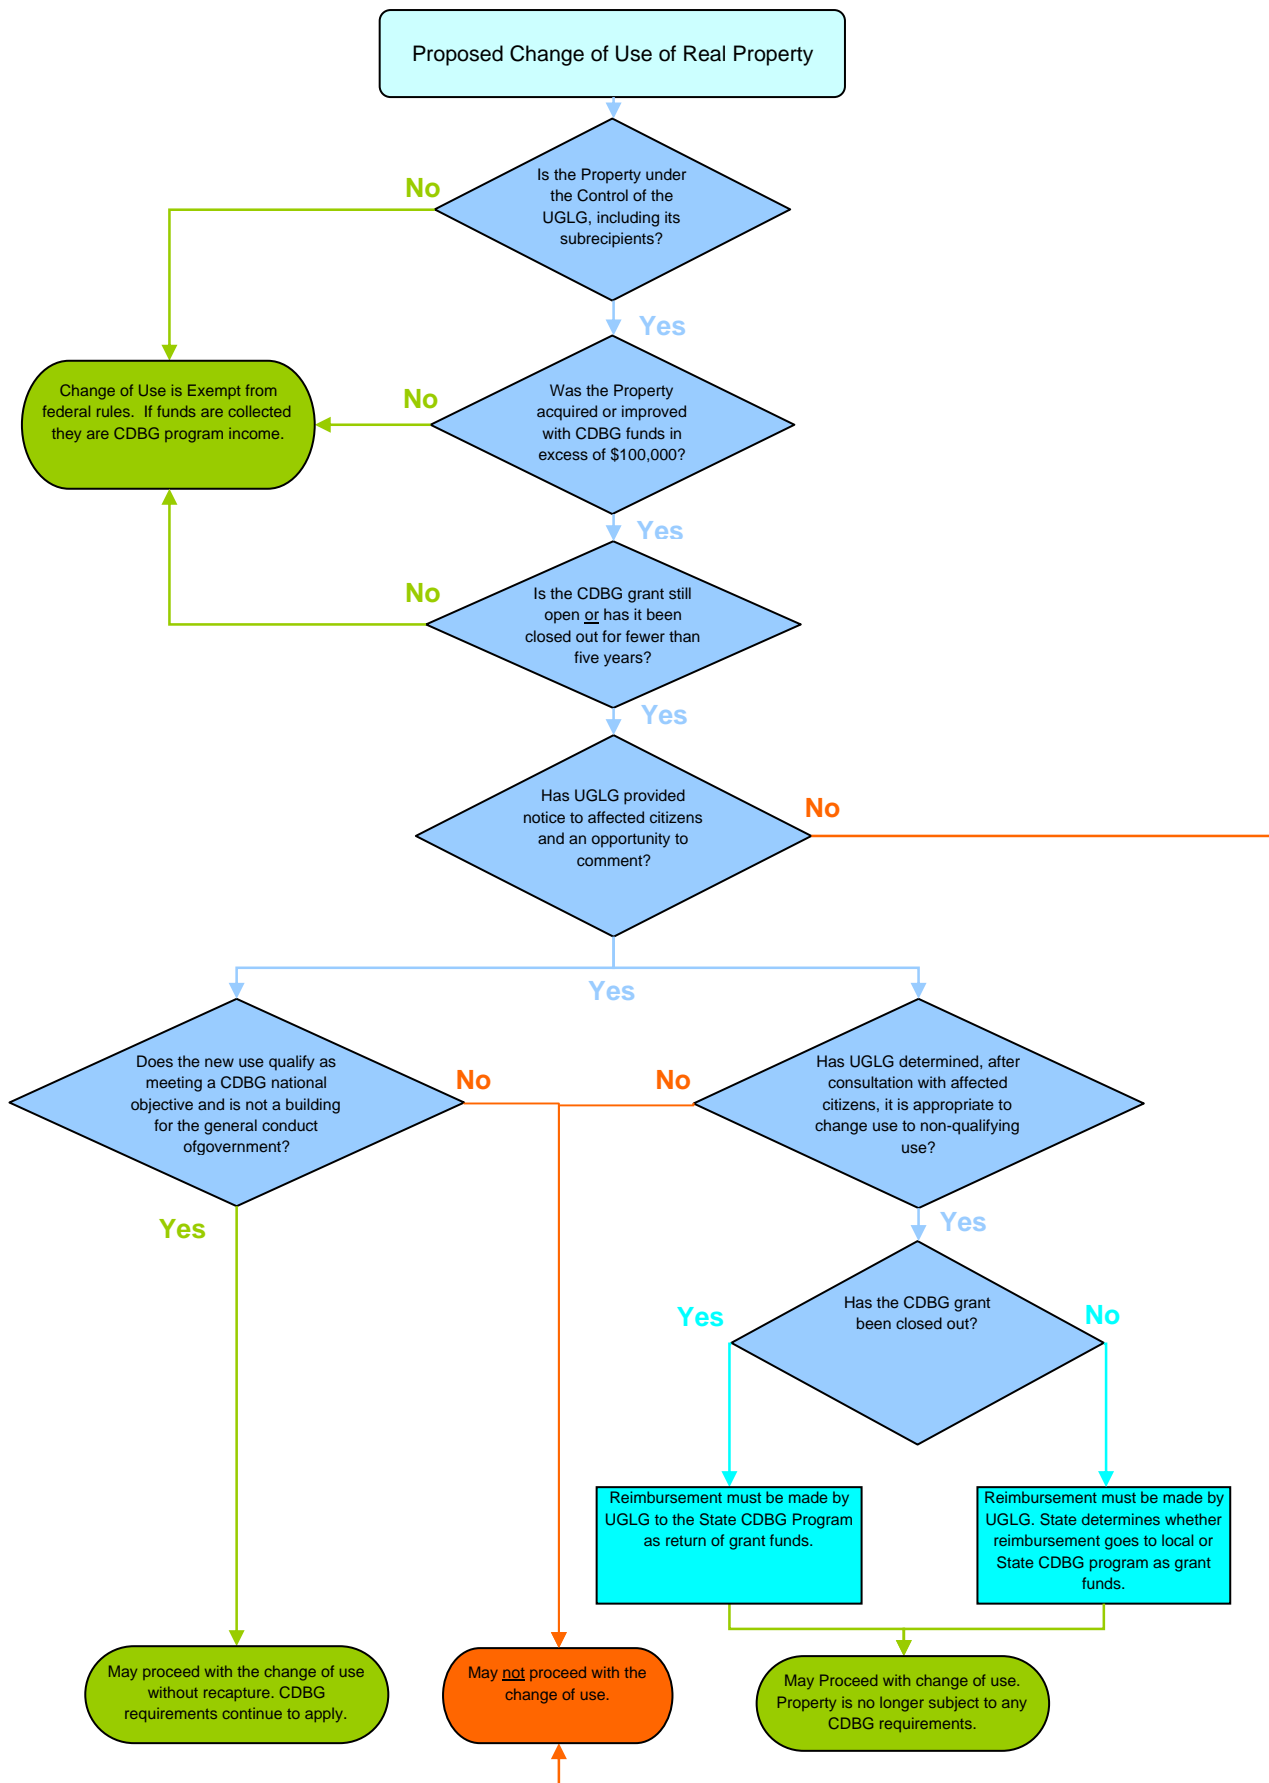 Proposed Change of Use of Real Property
Is the Property under
the Control of the
UGLG, including its
subrecipients?
No
Yes
Was the Property
acquired or improved
with CDBG funds in
excess of $100,000?
No
Change of Use is Exempt from
federal rules.  If funds are collected
they are CDBG program income.
Yes
Is the CDBG grant still
open or has it been
closed out for fewer than
five years?
No
Yes
Has UGLG provided
notice to affected citizens
and an opportunity to
comment?
No
Yes
Does the new use qualify as
meeting a CDBG national
objective and is not a building
for the general conduct
ofgovernment?
No
No
Has UGLG determined, after
consultation with affected
citizens, it is appropriate to
change use to non-qualifying
use?
Yes
Yes
Has the CDBG grant
been closed out?
Yes
No
Reimbursement must be made by
UGLG to the State CDBG Program
as return of grant funds.
Reimbursement must be made by
UGLG. State determines whether
reimbursement goes to local or
State CDBG program as grant
funds.
May proceed with the change of use
without recapture. CDBG
requirements continue to apply.
May not proceed with the
change of use.
May Proceed with change of use.
Property is no longer subject to any
CDBG requirements.